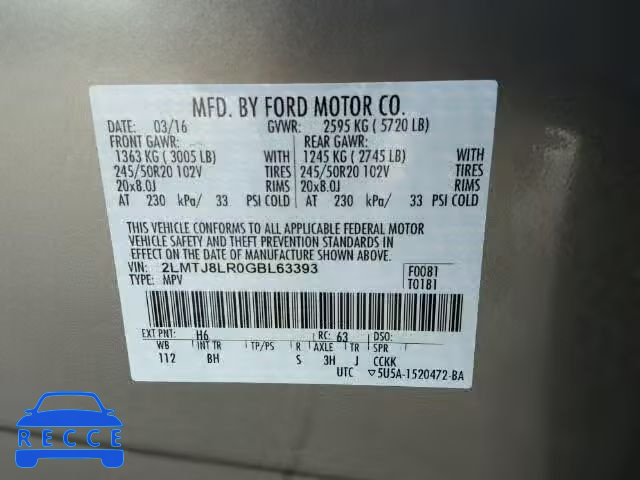 MFD. BY FORD MOTOR CO.
DATE: 03/16 GVWR: 2595 KG ( 5720 LB)
FRONT GAWR: REAR GAWR:
1363 KG ( 3005 LB) WITH 1245 KG ( 2745 LB) WITH
245/50R20 102V TIRES 245/50R20 102V TIRES
20x8.0J RIMS 20x8.0J RIMS
AT 230 kPa/ 33 PSI COLD AT 230 kPa/ 33 PSI COLD
THIS VEHICLE CONFORMS TO ALL APPLICABLE FEDERAL MOTOR
VEHICLE SAFETY AND THEFT PREVENTION STANDARDS IN
EFFECT ON THE DATE OF MANUFACTURE SHOWN ABOVE.
VIN: 2LMTJ8LR0GBL63393 F0081
TYPE: MPV T0181
EXT PNT: H6 RC: 63 DSO:
WB INT TR TP/PS R AXLE TR SPR
112 BH S 3H J CCKK
UTC ▽5U5A-1520472-BA
RECCE